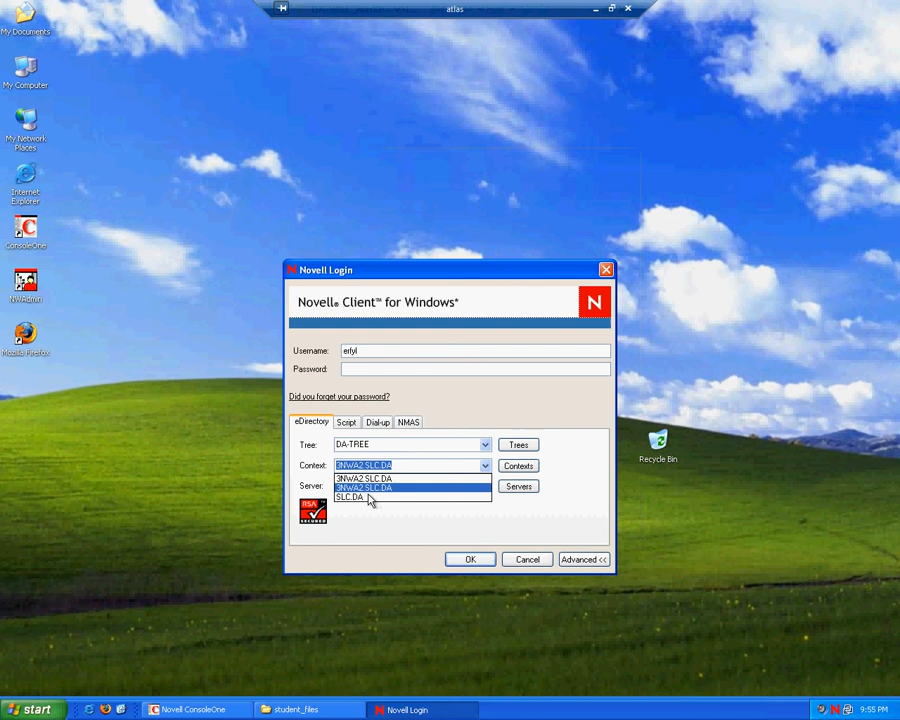 atlas
My Documents
My Computer
My Network
Places
Internet
Explorer
ConsoleOne
NWAdmin
Mozilla Firefox
Recycle Bin
Novell Login
Novell® Client™ for Windows*
N
Username: erfyl
Password:
Did you forget your password?
eDirectory Script Dial-up NMAS
Tree: DA-TREE Trees
Context: 3NWA2.SLC.DA Contexts
3NWA2.SLC.DA
Server: 3NWA2.SLC.DA Servers
SLC.DA
RSA
SECURED
OK Cancel Advanced <<
start Novell ConsoleOne student_files Novell Login 9:55 PM